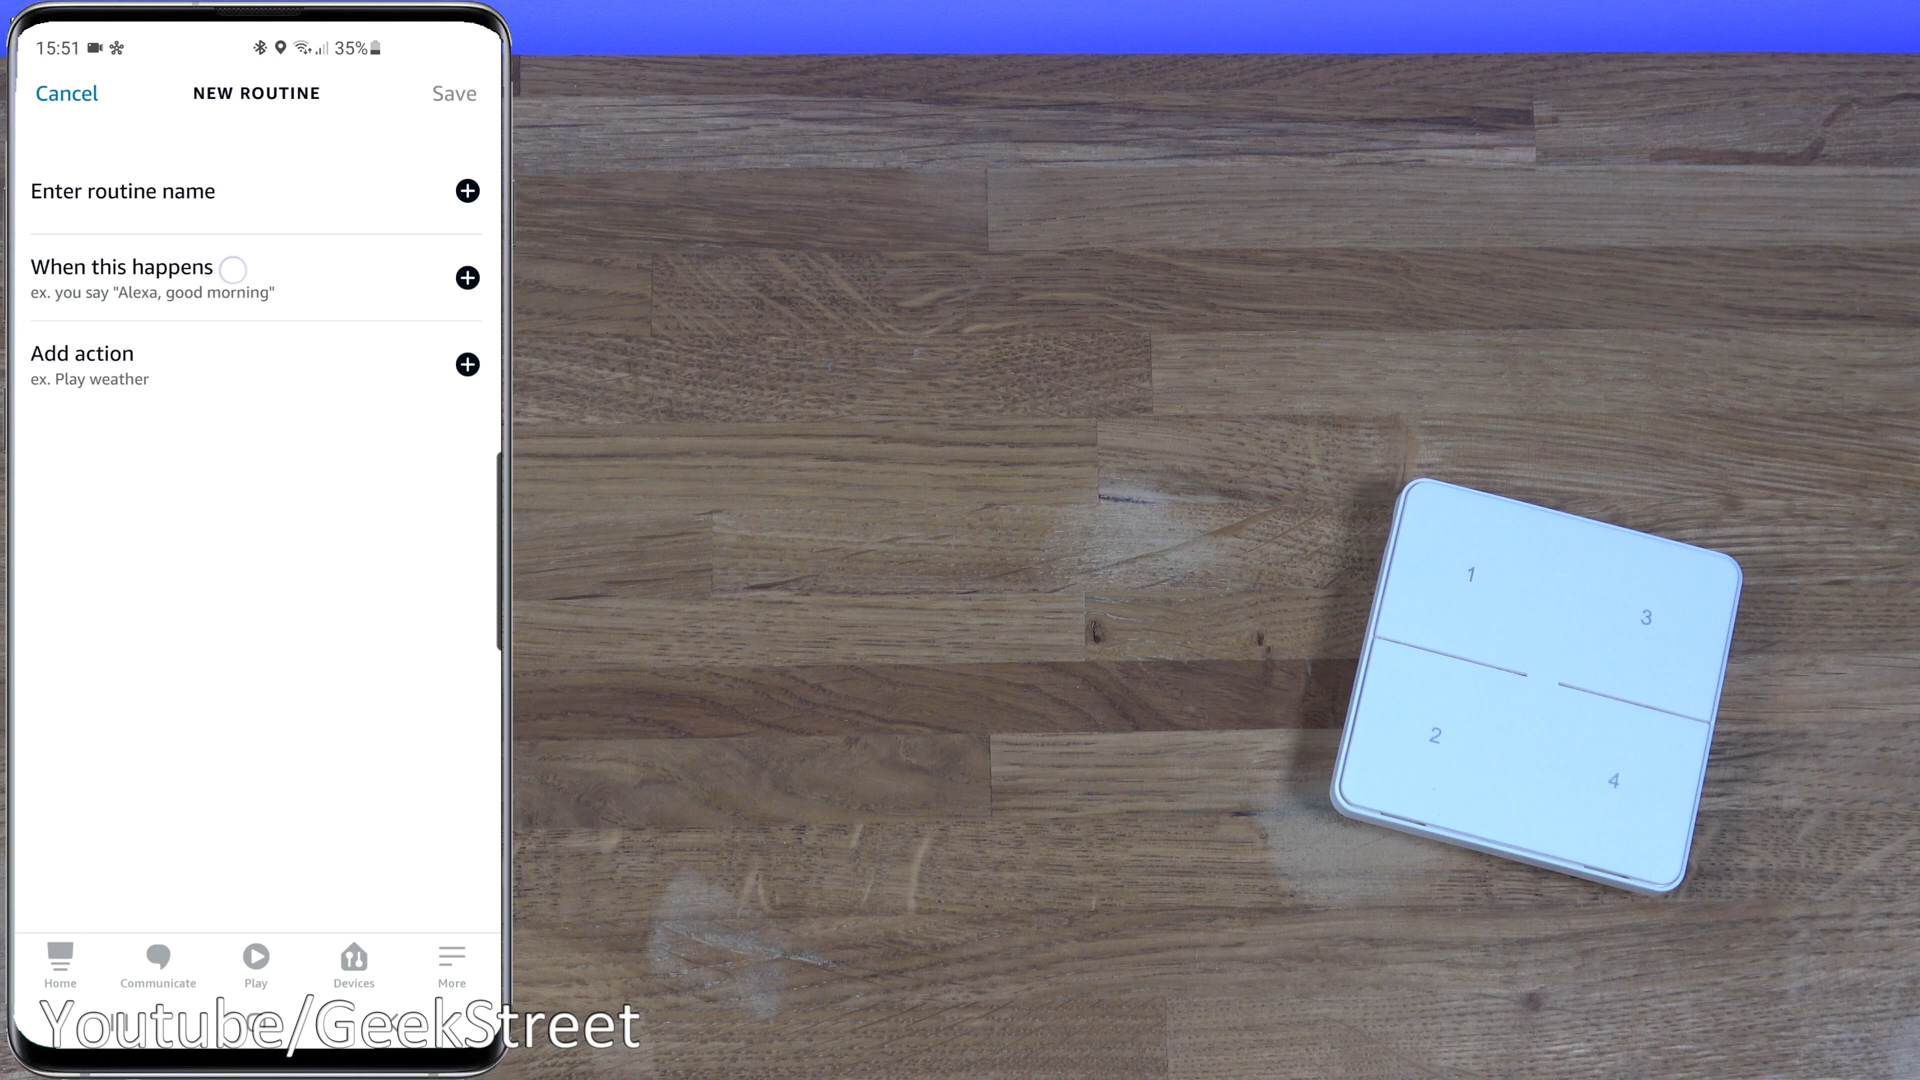 15:51 35%
Cancel NEW ROUTINE Save
Enter routine name
When this happens
ex. you say "Alexa, good morning"
Add action
ex. Play weather
Home Communicate Play Devices More
Youtube/GeekStreet
1
3
2
4